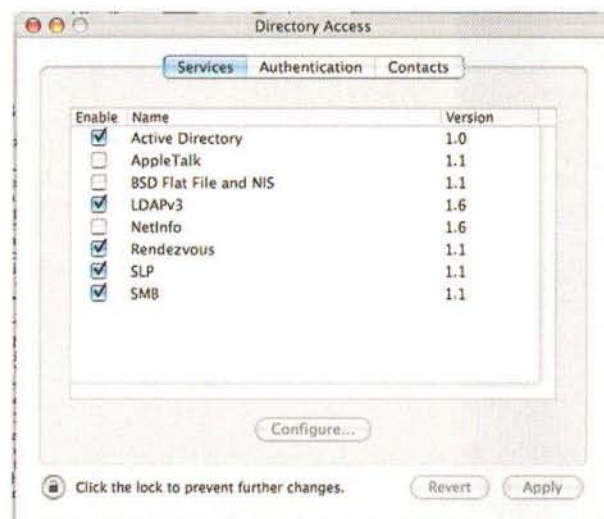 Directory Access
Services Authentication Contacts
Enable Name Version
Active Directory 1.0
AppleTalk 1.1
BSD Flat File and NIS 1.1
LDAPv3 1.6
NetInfo 1.6
Rendezvous 1.1
SLP 1.1
SMB 1.1
Configure...
Click the lock to prevent further changes. Revert Apply